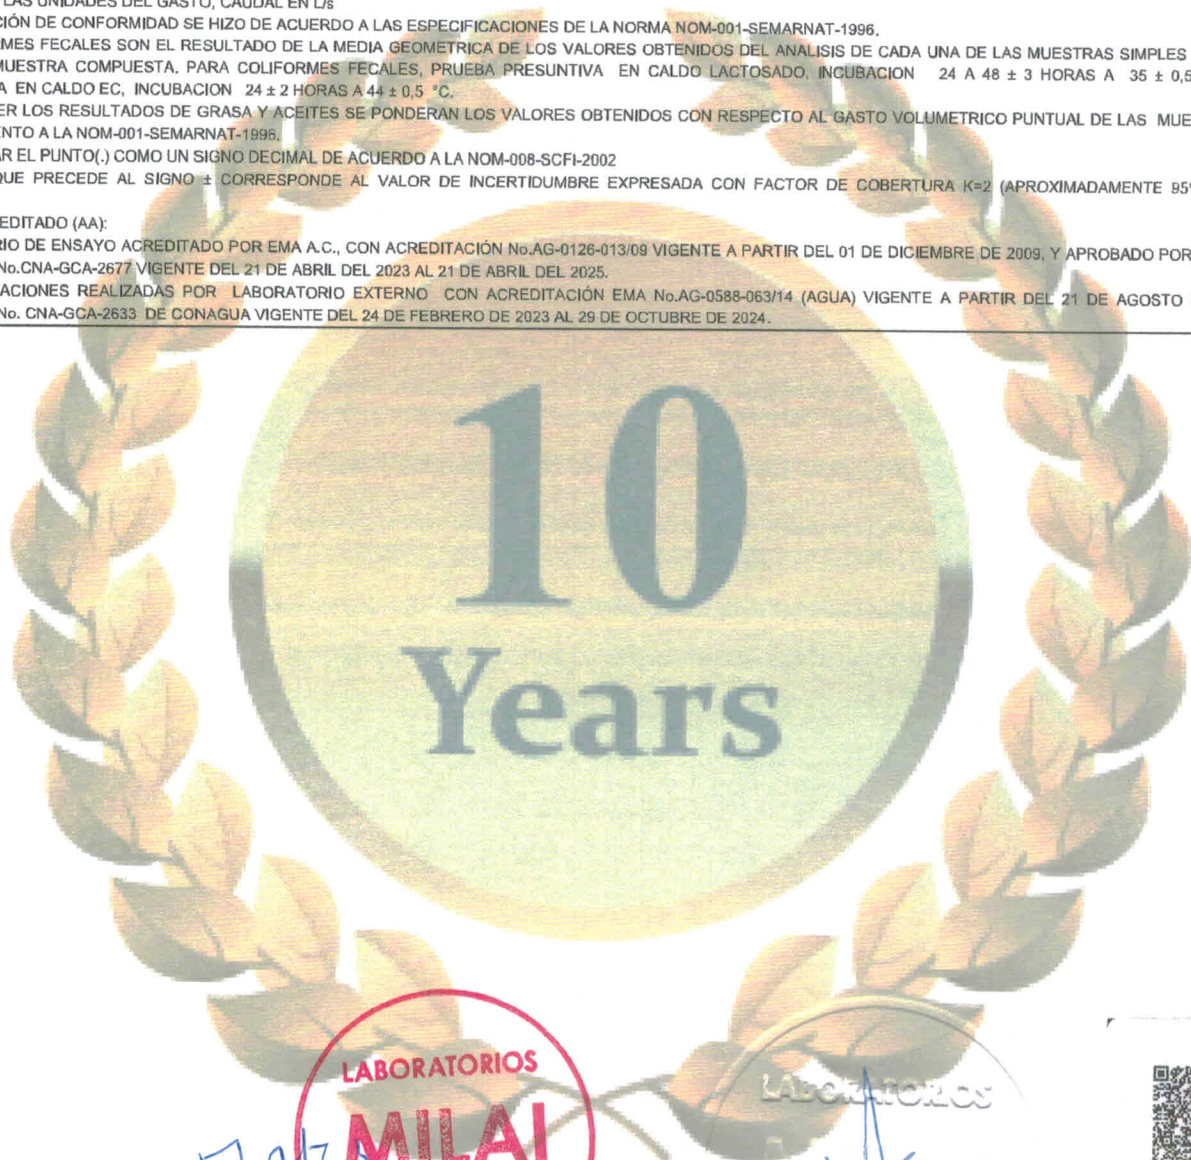 LAS UNIDADES DEL GASTO, CAUDAL EN L/s
CIÓN DE CONFORMIDAD SE HIZO DE ACUERDO A LAS ESPECIFICACIONES DE LA NORMA NOM-001-SEMARNAT-1996.
RMES FECALES SON EL RESULTADO DE LA MEDIA GEOMETRICA DE LOS VALORES OBTENIDOS DEL ANALISIS DE CADA UNA DE LAS MUESTRAS SIMPLES
MUESTRA COMPUESTA. PARA COLIFORMES FECALES, PRUEBA PRESUNTIVA EN CALDO LACTOSADO, INCUBACION 24 A 48 ± 3 HORAS A 35 ± 0,5
A EN CALDO EC, INCUBACION 24 ± 2 HORAS A 44 ± 0,5 °C.
ER LOS RESULTADOS DE GRASA Y ACEITES SE PONDERAN LOS VALORES OBTENIDOS CON RESPECTO AL GASTO VOLUMETRICO PUNTUAL DE LAS MUE
NTO A LA NOM-001-SEMARNAT-1996.
R EL PUNTO(.) COMO UN SIGNO DECIMAL DE ACUERDO A LA NOM-008-SCFI-2002
QUE PRECEDE AL SIGNO ± CORRESPONDE AL VALOR DE INCERTIDUMBRE EXPRESADA CON FACTOR DE COBERTURA K=2 (APROXIMADAMENTE 95
EDITADO (AA):
RIO DE ENSAYO ACREDITADO POR EMA A.C., CON ACREDITACIÓN No.AG-0126-013/09 VIGENTE A PARTIR DEL 01 DE DICIEMBRE DE 2009, Y APROBADO POR
No.CNA-GCA-2677 VIGENTE DEL 21 DE ABRIL DEL 2023 AL 21 DE ABRIL DEL 2025.
ACIONES REALIZADAS POR LABORATORIO EXTERNO CON ACREDITACIÓN EMA No.AG-0588-063/14 (AGUA) VIGENTE A PARTIR DEL 21 DE AGOSTO
No. CNA-GCA-2633 DE CONAGUA VIGENTE DEL 24 DE FEBRERO DE 2023 AL 29 DE OCTUBRE DE 2024.
10
Years
LABORATORIOS
MILAI
LABORATORIOS